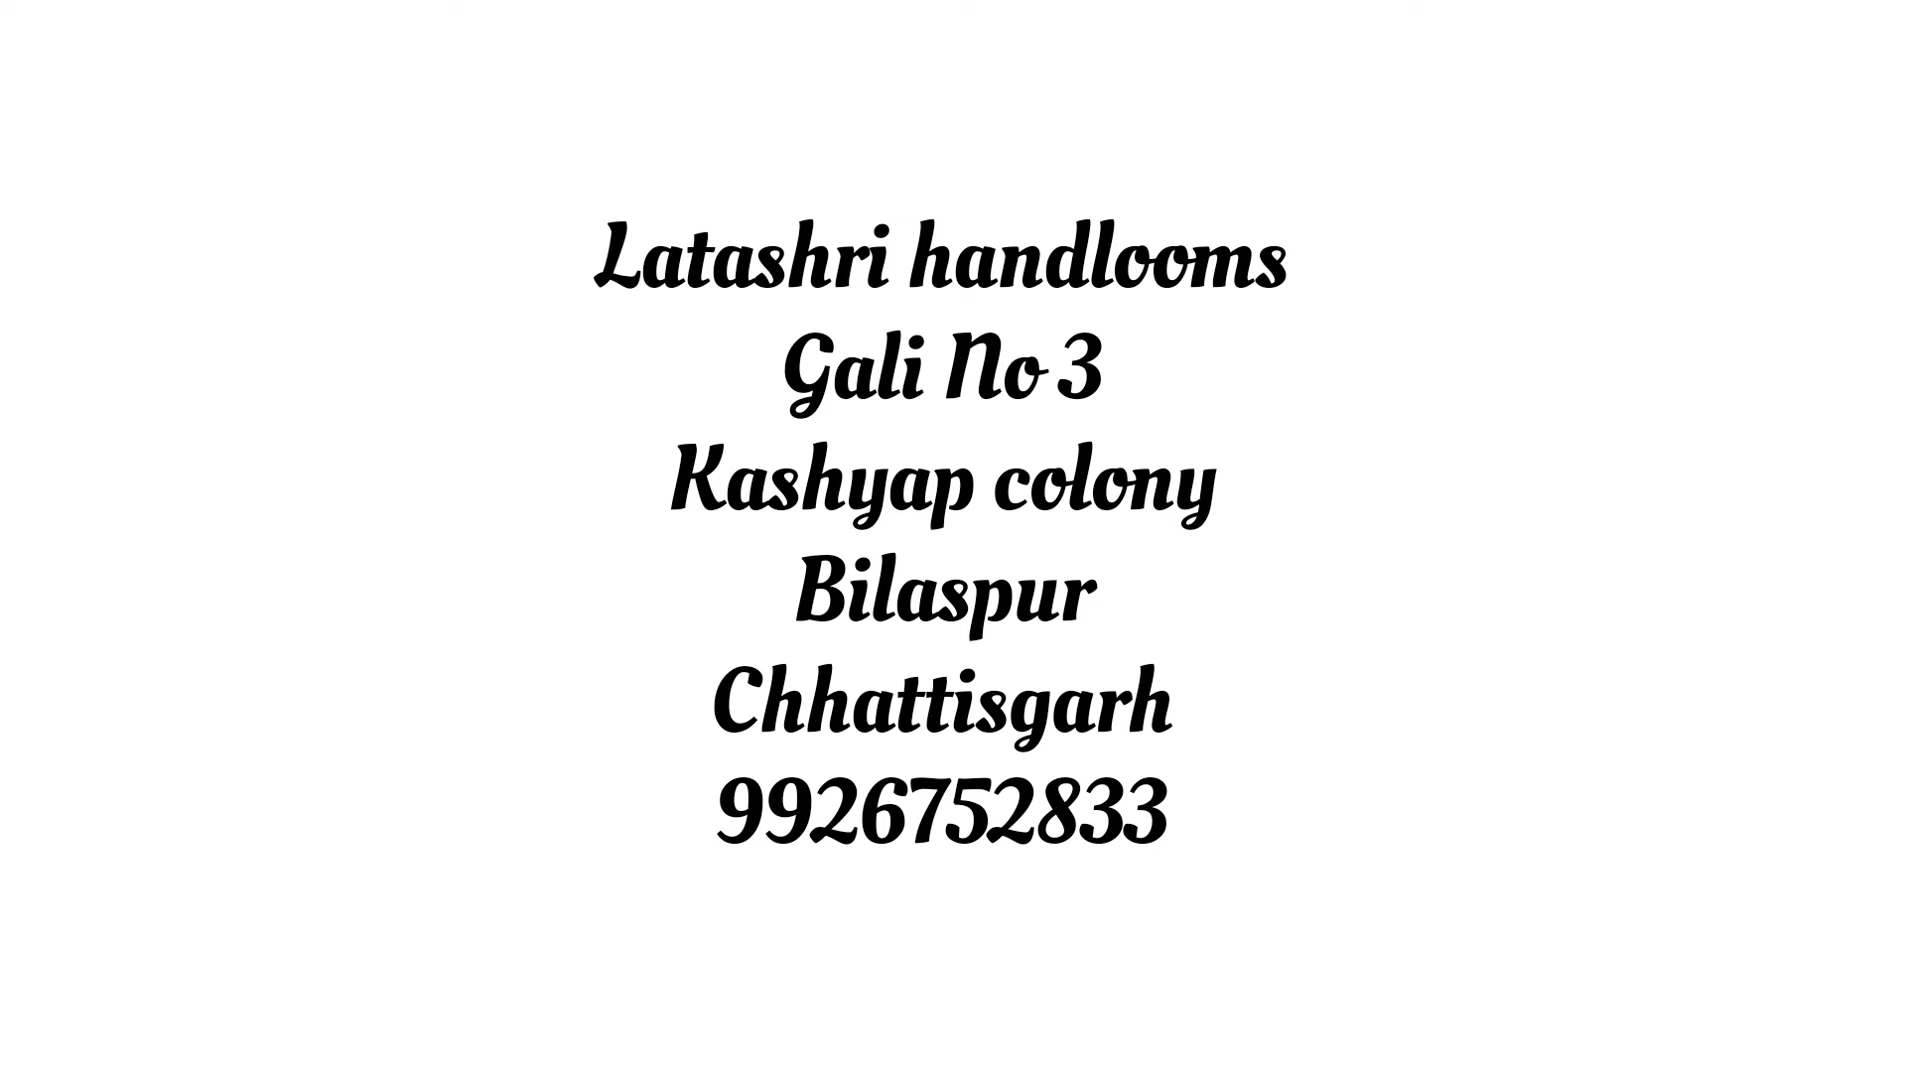 Latashri handlooms
Gali No 3
Kashyap colony
Bilaspur
Chhattisgarh
9926752833